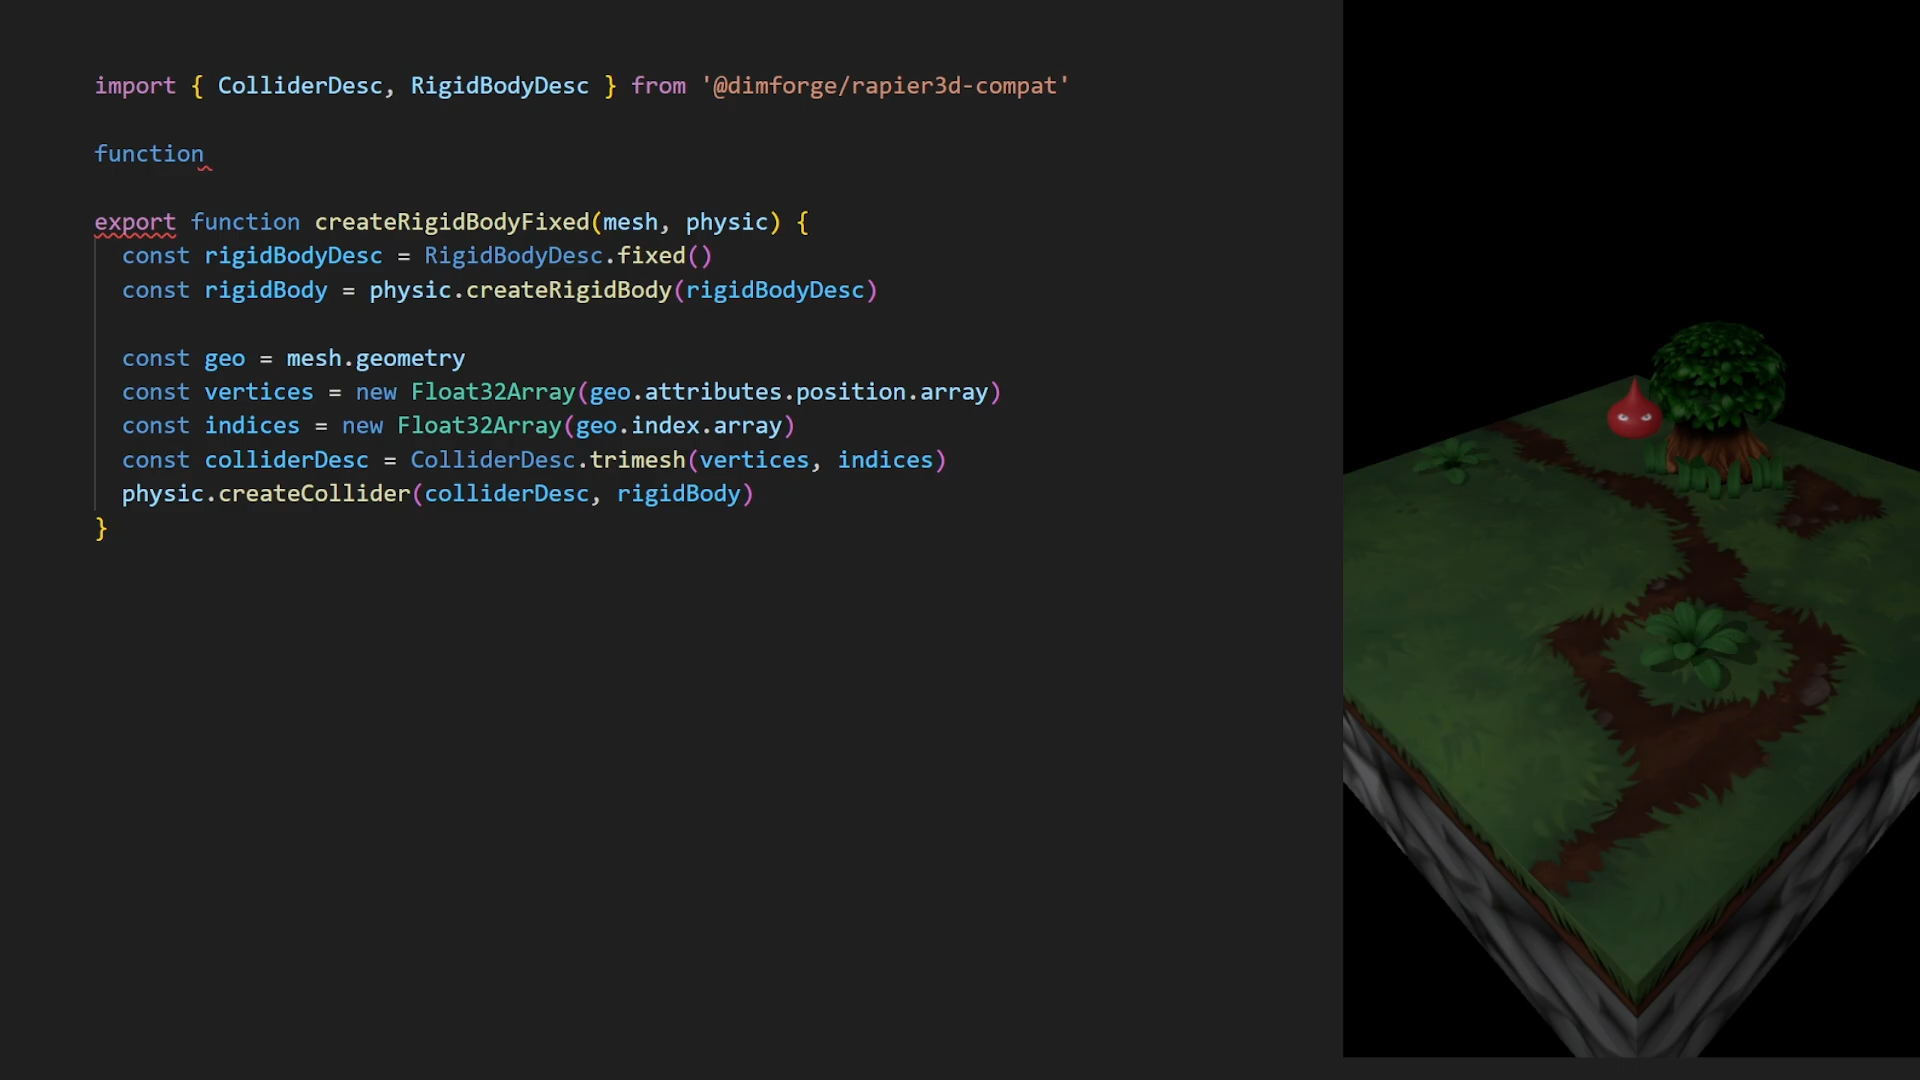 import { ColliderDesc, RigidBodyDesc } from '@dimforge/rapier3d-compat'
function
export function createRigidBodyFixed(mesh, physic) {
const rigidBodyDesc = RigidBodyDesc.fixed()
const rigidBody = physic.createRigidBody(rigidBodyDesc)
const geo = mesh.geometry
const vertices = new Float32Array(geo.attributes.position.array)
const indices = new Float32Array(geo.index.array)
const colliderDesc = ColliderDesc.trimesh(vertices, indices)
physic.createCollider(colliderDesc, rigidBody)
}